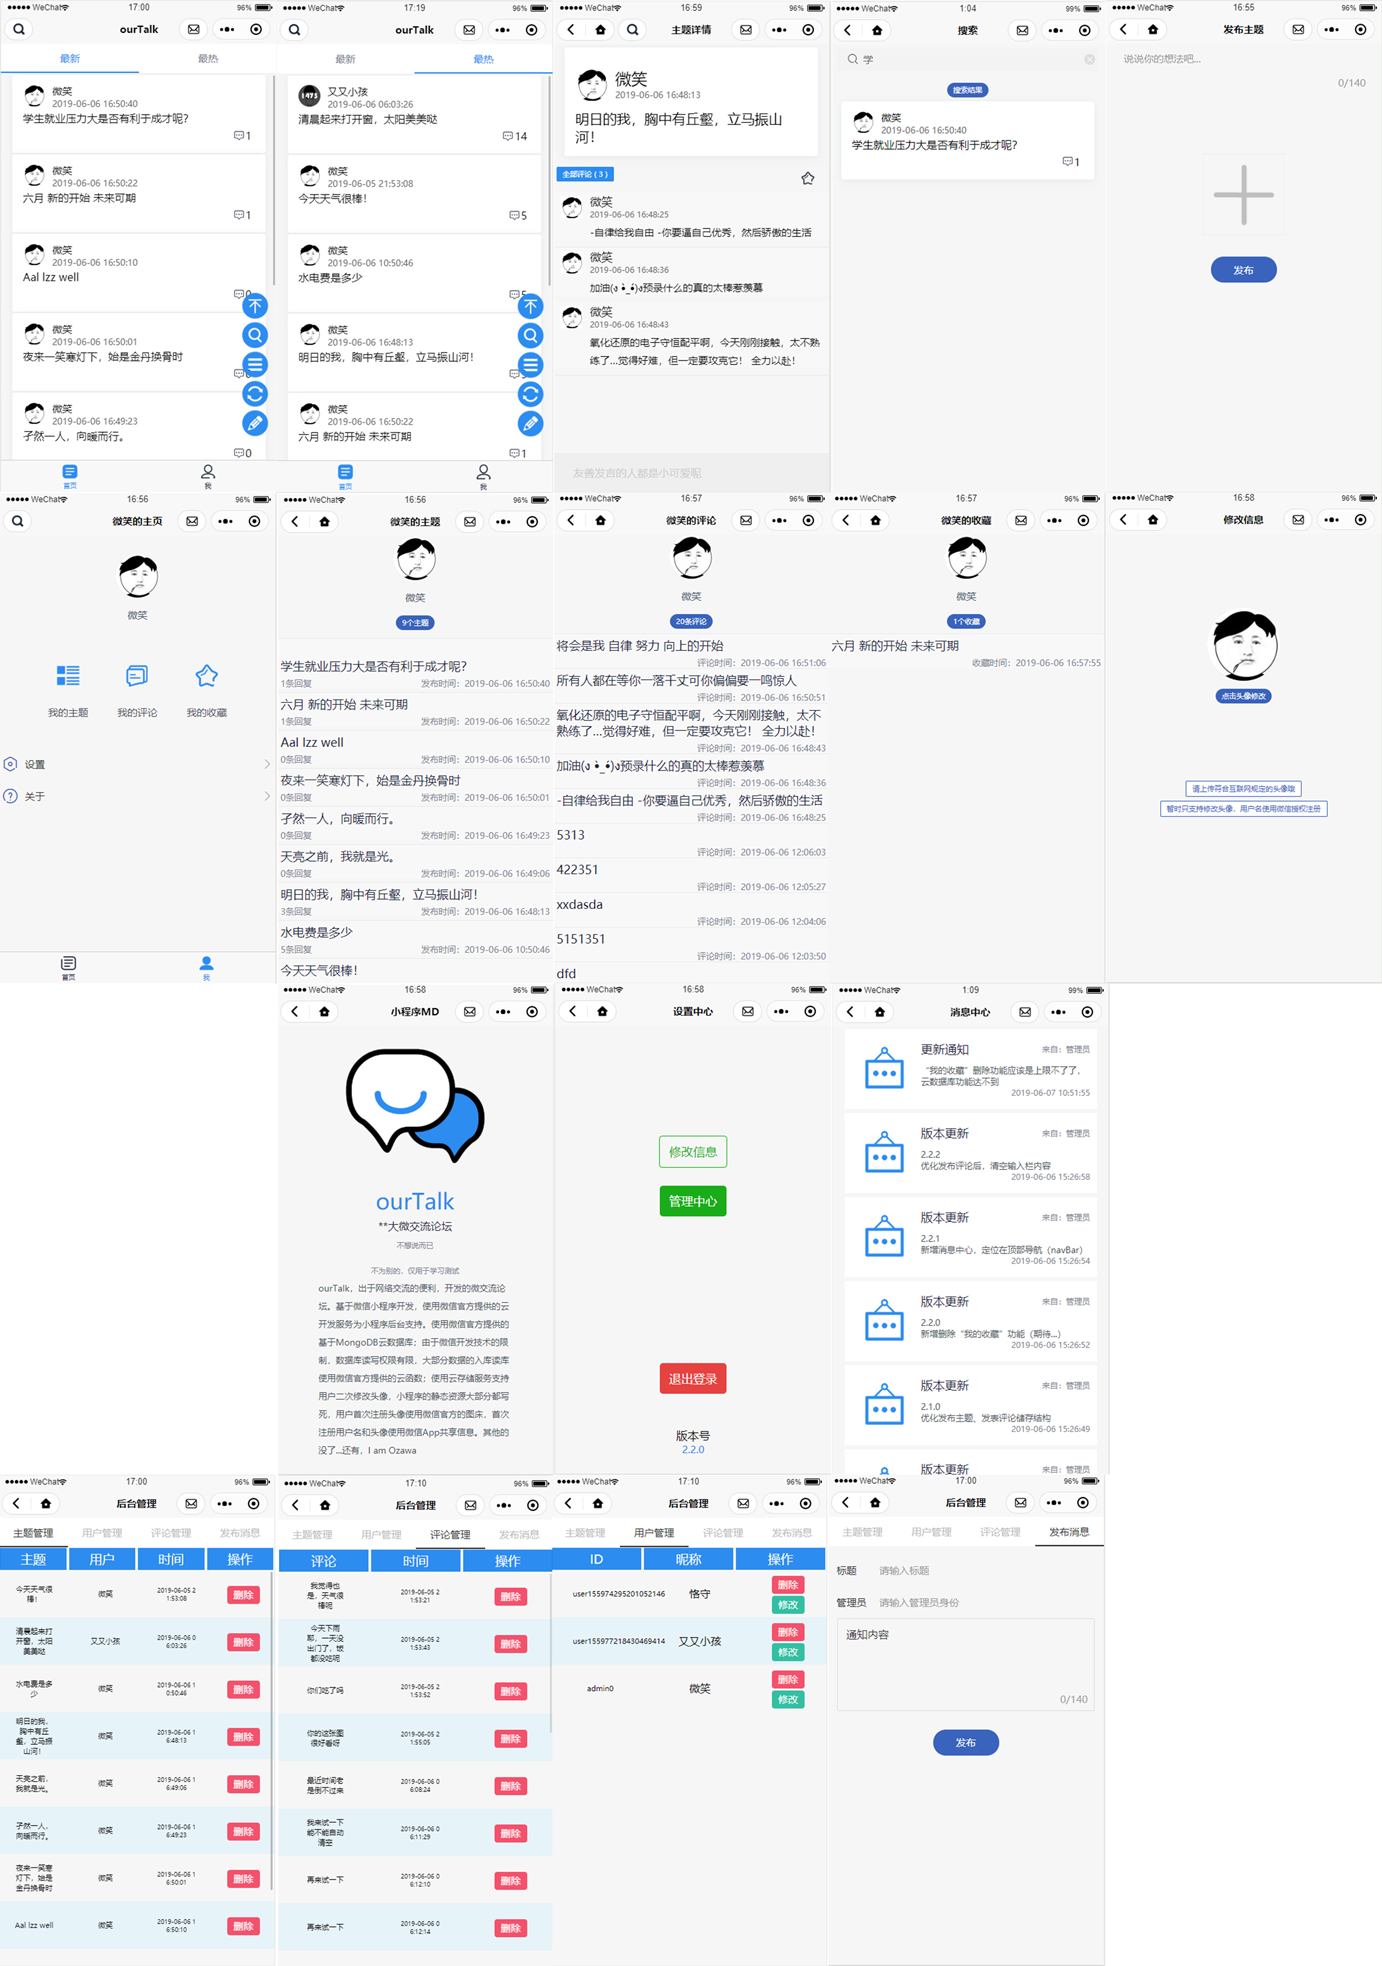 WeChat 17:00 96%
ourTalk
最新 最热
微笑
2019-06-06 16:50:40
学生就业压力大是否有利于成才呢?
1
微笑
2019-06-06 16:50:22
六月 新的开始 未来可期
1
微笑
2019-06-06 16:50:10
Aal lzz well
微笑
2019-06-06 16:50:01
夜来一笑寒灯下，始是金丹换骨时
微笑
2019-06-06 16:49:23
孑然一人，向暖而行。
0
首页 我
WeChat 17:19 96%
ourTalk
最新 最热
1475
又又小孩
2019-06-06 06:03:26
清晨起来打开窗，太阳美美哒
14
微笑
2019-06-05 21:53:08
今天天气很棒！
5
微笑
2019-06-06 10:50:46
水电费是多少
微笑
2019-06-06 16:48:13
明日的我，胸中有丘壑，立马振山河！
微笑
2019-06-06 16:50:22
六月 新的开始 未来可期
1
首页 我
WeChat 16:59 96%
主题详情
微笑
2019-06-06 16:48:13
明日的我，胸中有丘壑，立马振山
河！
全部评论 ( 3 )
微笑
2019-06-06 16:48:25
-自律给我自由 -你要逼自己优秀，然后骄傲的生活
微笑
2019-06-06 16:48:36
加油(ง •̀_•́)ง预录什么的真的太棒惹羡慕
微笑
2019-06-06 16:48:43
氧化还原的电子守恒配平啊，今天刚刚接触，太不熟
练了...觉得好难，但一定要攻克它！ 全力以赴！
友善发言的人都是小可爱呢
WeChat 1:04 99%
搜索
学
搜索结果
微笑
2019-06-06 16:50:40
学生就业压力大是否有利于成才呢?
1
WeChat 16:55 96%
发布主题
说说你的想法吧...
0/140
发布
WeChat 16:56 96%
微笑的主页
微笑
我的主题 我的评论 我的收藏
设置
关于
首页 我
WeChat 16:56 96%
微笑的主题
微笑
9个主题
学生就业压力大是否有利于成才呢?
1条回复 发布时间：2019-06-06 16:50:40
六月 新的开始 未来可期
1条回复 发布时间：2019-06-06 16:50:22
Aal lzz well
0条回复 发布时间：2019-06-06 16:50:10
夜来一笑寒灯下，始是金丹换骨时
0条回复 发布时间：2019-06-06 16:50:01
孑然一人，向暖而行。
0条回复 发布时间：2019-06-06 16:49:23
天亮之前，我就是光。
0条回复 发布时间：2019-06-06 16:49:06
明日的我，胸中有丘壑，立马振山河！
3条回复 发布时间：2019-06-06 16:48:13
水电费是多少
5条回复 发布时间：2019-06-06 10:50:46
今天天气很棒！
WeChat 16:57 96%
微笑的评论
微笑
20条评论
将会是我 自律 努力 向上的开始
评论时间：2019-06-06 16:51:06
所有人都在等你一落千丈可你偏偏要一鸣惊人
评论时间：2019-06-06 16:50:51
氧化还原的电子守恒配平啊，今天刚刚接触，太不
熟练了...觉得好难，但一定要攻克它！ 全力以赴！
评论时间：2019-06-06 16:48:43
加油(ง •̀_•́)ง预录什么的真的太棒惹羡慕
评论时间：2019-06-06 16:48:36
-自律给我自由 -你要逼自己优秀，然后骄傲的生活
评论时间：2019-06-06 16:48:25
5313
评论时间：2019-06-06 12:06:03
422351
评论时间：2019-06-06 12:05:27
xxdasda
评论时间：2019-06-06 12:04:06
5151351
评论时间：2019-06-06 12:03:50
dfd
WeChat 16:57 96%
微笑的收藏
微笑
1个收藏
六月 新的开始 未来可期
收藏时间：2019-06-06 16:57:55
WeChat 16:58 96%
修改信息
点击头像修改
请上传符合互联网规定的头像哦
暂时只支持修改头像，用户名使用微信授权注册
WeChat 16:58 96%
小程序MD
ourTalk
**大微交流论坛
不想说而已
不为别的，仅用于学习测试
ourTalk，出于网络交流的便利，开发的微交流论
坛。基于微信小程序开发，使用微信官方提供的云
开发服务为小程序后台支持。使用微信官方提供的
基于MongoDB云数据库；由于微信开发技术的限
制，数据库读写权限有限，大部分数据的入库读库
使用微信官方提供的云函数；使用云存储服务支持
用户二次修改头像，小程序的静态资源大部分都写
死，用户首次注册头像使用微信官方的图床，首次
注册用户名和头像使用微信App共享信息。其他的
没了...还有，I am Ozawa
WeChat 16:58 96%
设置中心
修改信息
管理中心
退出登录
版本号
2.2.0
WeChat 1:09 99%
消息中心
更新通知 来自：管理员
“我的收藏”删除功能应该是上限不了了，
云数据库功能达不到
2019-06-07 10:51:55
版本更新 来自：管理员
2.2.2
优化发布评论后，清空输入栏内容
2019-06-06 15:26:58
版本更新 来自：管理员
2.2.1
新增消息中心，定位在顶部导航（navBar）
2019-06-06 15:26:54
版本更新 来自：管理员
2.2.0
新增删除“我的收藏”功能（期待...）
2019-06-06 15:26:52
版本更新 来自：管理员
2.1.0
优化发布主题、发表评论储存结构
2019-06-06 15:26:49
版本更新 来自：管理员
WeChat 17:00 96%
后台管理
主题管理 用户管理 评论管理 发布消息
主题 用户 时间 操作
今天天气很
棒！
微笑
2019-06-05 2
1:53:08
删除
清晨起来打
开窗，太阳
美美哒
又又小孩
2019-06-06 0
6:03:26
删除
水电费是多
少
微笑
2019-06-06 1
0:50:46
删除
明日的我，
胸中有丘
壑，立马振
山河！
微笑
2019-06-06 1
6:48:13
删除
天亮之前，
我就是光。
微笑
2019-06-06 1
6:49:06
删除
孑然一人，
向暖而行。
微笑
2019-06-06 1
6:49:23
删除
夜来一笑寒
灯下，始是
金丹换骨时
微笑
2019-06-06 1
6:50:01
删除
Aal lzz well
微笑
2019-06-06 1
6:50:10
删除
WeChat 17:10 96%
后台管理
主题管理 用户管理 评论管理 发布消息
评论 时间 操作
我觉得也
是，天气很
棒呢
2019-06-05 2
1:53:21
删除
今天下雨
耶，一天没
出门了，饭
都没吃呢
2019-06-05 2
1:53:43
删除
你们吃了吗
2019-06-05 2
1:53:52
删除
你的这张图
很好看呀
2019-06-05 2
1:55:05
删除
最近时间老
是倒不过来
2019-06-06 0
6:08:24
删除
我来试一下
能不能自动
清空
2019-06-06 0
6:11:29
删除
再来试一下
2019-06-06 0
6:12:10
删除
再来试一下
2019-06-06 0
6:12:14
删除
WeChat 17:10 96%
后台管理
主题管理 用户管理 评论管理 发布消息
ID 昵称 操作
user155974295201052146 恪守
删除
修改
user155977218430469414 又又小孩
删除
修改
admin0 微笑
删除
修改
WeChat 17:00 96%
后台管理
主题管理 用户管理 评论管理 发布消息
标题 请输入标题
管理员 请输入管理员身份
通知内容
0/140
发布